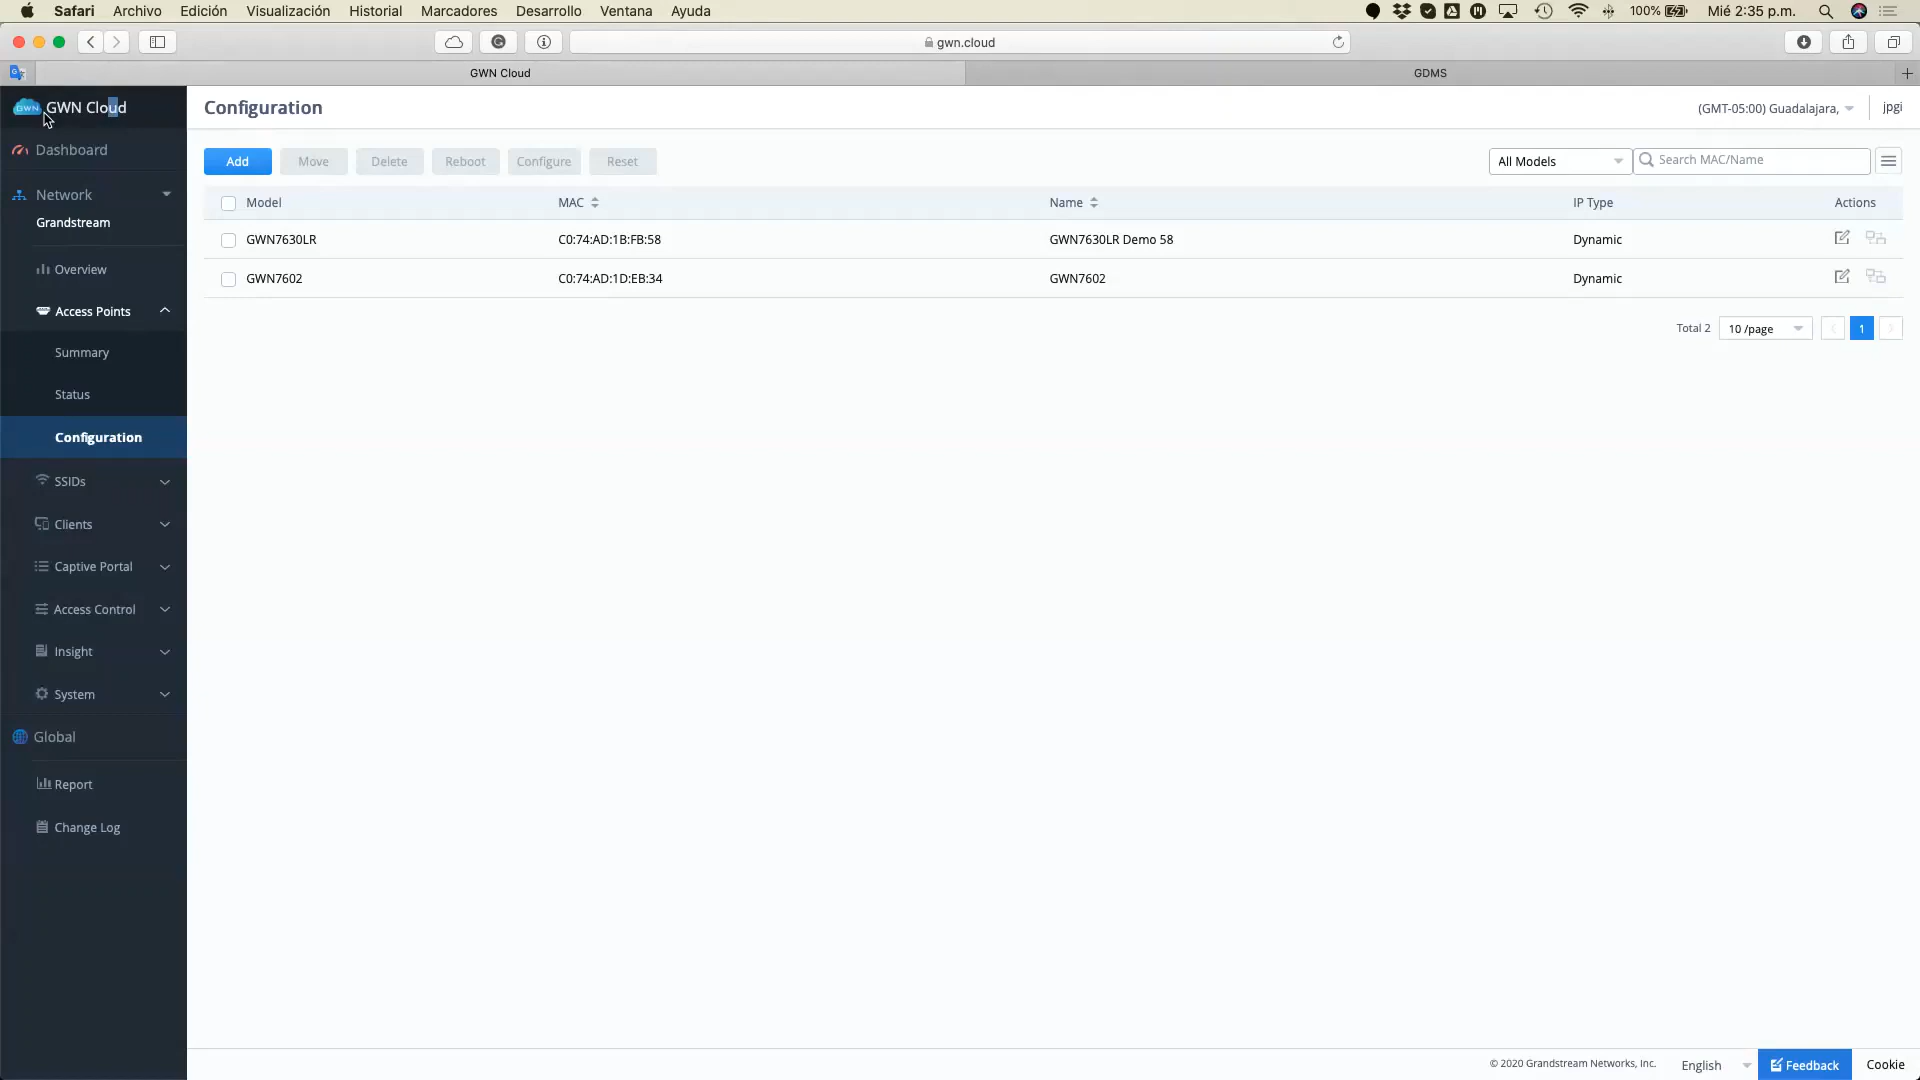 Safari Archivo Edición Visualización Historial Marcadores Desarrollo Ventana Ayuda 100% Mié 2:35 p.m.
gwn.cloud
GWN Cloud GDMS
GWN GWN Cloud
Configuration
(GMT-05:00) Guadalajara, jpgi
Dashboard
Network
Grandstream
Overview
Access Points
Summary
Status
Configuration
SSIDs
Clients
Captive Portal
Access Control
Insight
System
Global
Report
Change Log
Add Move Delete Reboot Configure Reset All Models Search MAC/Name
Model MAC Name IP Type Actions
GWN7630LR C0:74:AD:1B:FB:58 GWN7630LR Demo 58 Dynamic
GWN7602 C0:74:AD:1D:EB:34 GWN7602 Dynamic
Total 2 10 /page 1
© 2020 Grandstream Networks, Inc. English Feedback Cookie